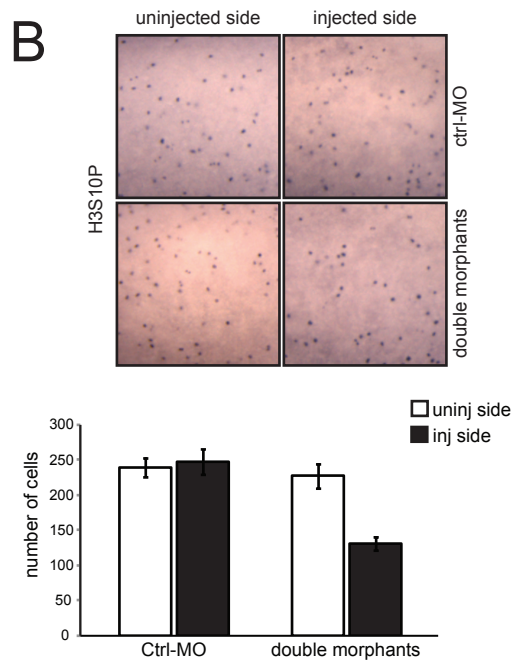 B
uninjected side
injected side
H3S10P
ctrl-MO
double morphants
uninj side
inj side
number of cells
300
250
200
150
100
50
0
Ctrl-MO
double morphants